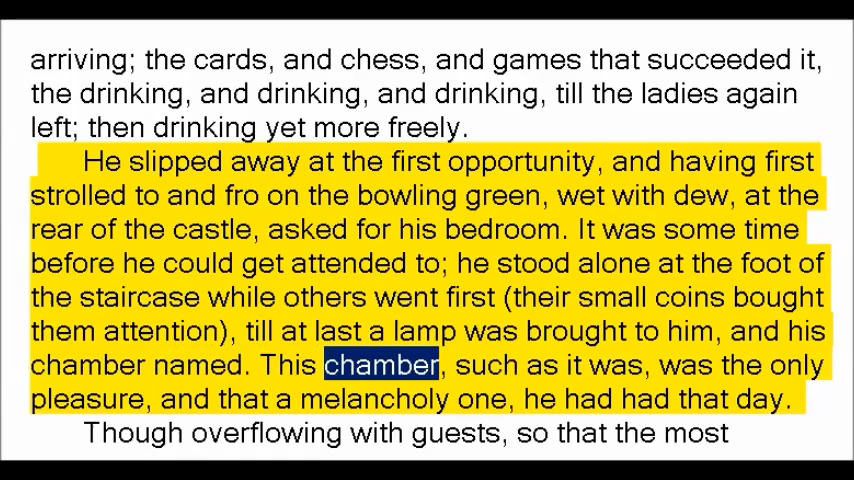 arriving; the cards, and chess, and games that succeeded it,
the drinking, and drinking, and drinking, till the ladies again
left; then drinking yet more freely.
He slipped away at the first opportunity, and having first
strolled to and fro on the bowling green, wet with dew, at the
rear of the castle, asked for his bedroom. It was some time
before he could get attended to; he stood alone at the foot of
the staircase while others went first (their small coins bought
them attention), till at last a lamp was brought to him, and his
chamber named. This chamber, such as it was, was the only
pleasure, and that a melancholy one, he had had that day.
Though overflowing with guests, so that the most